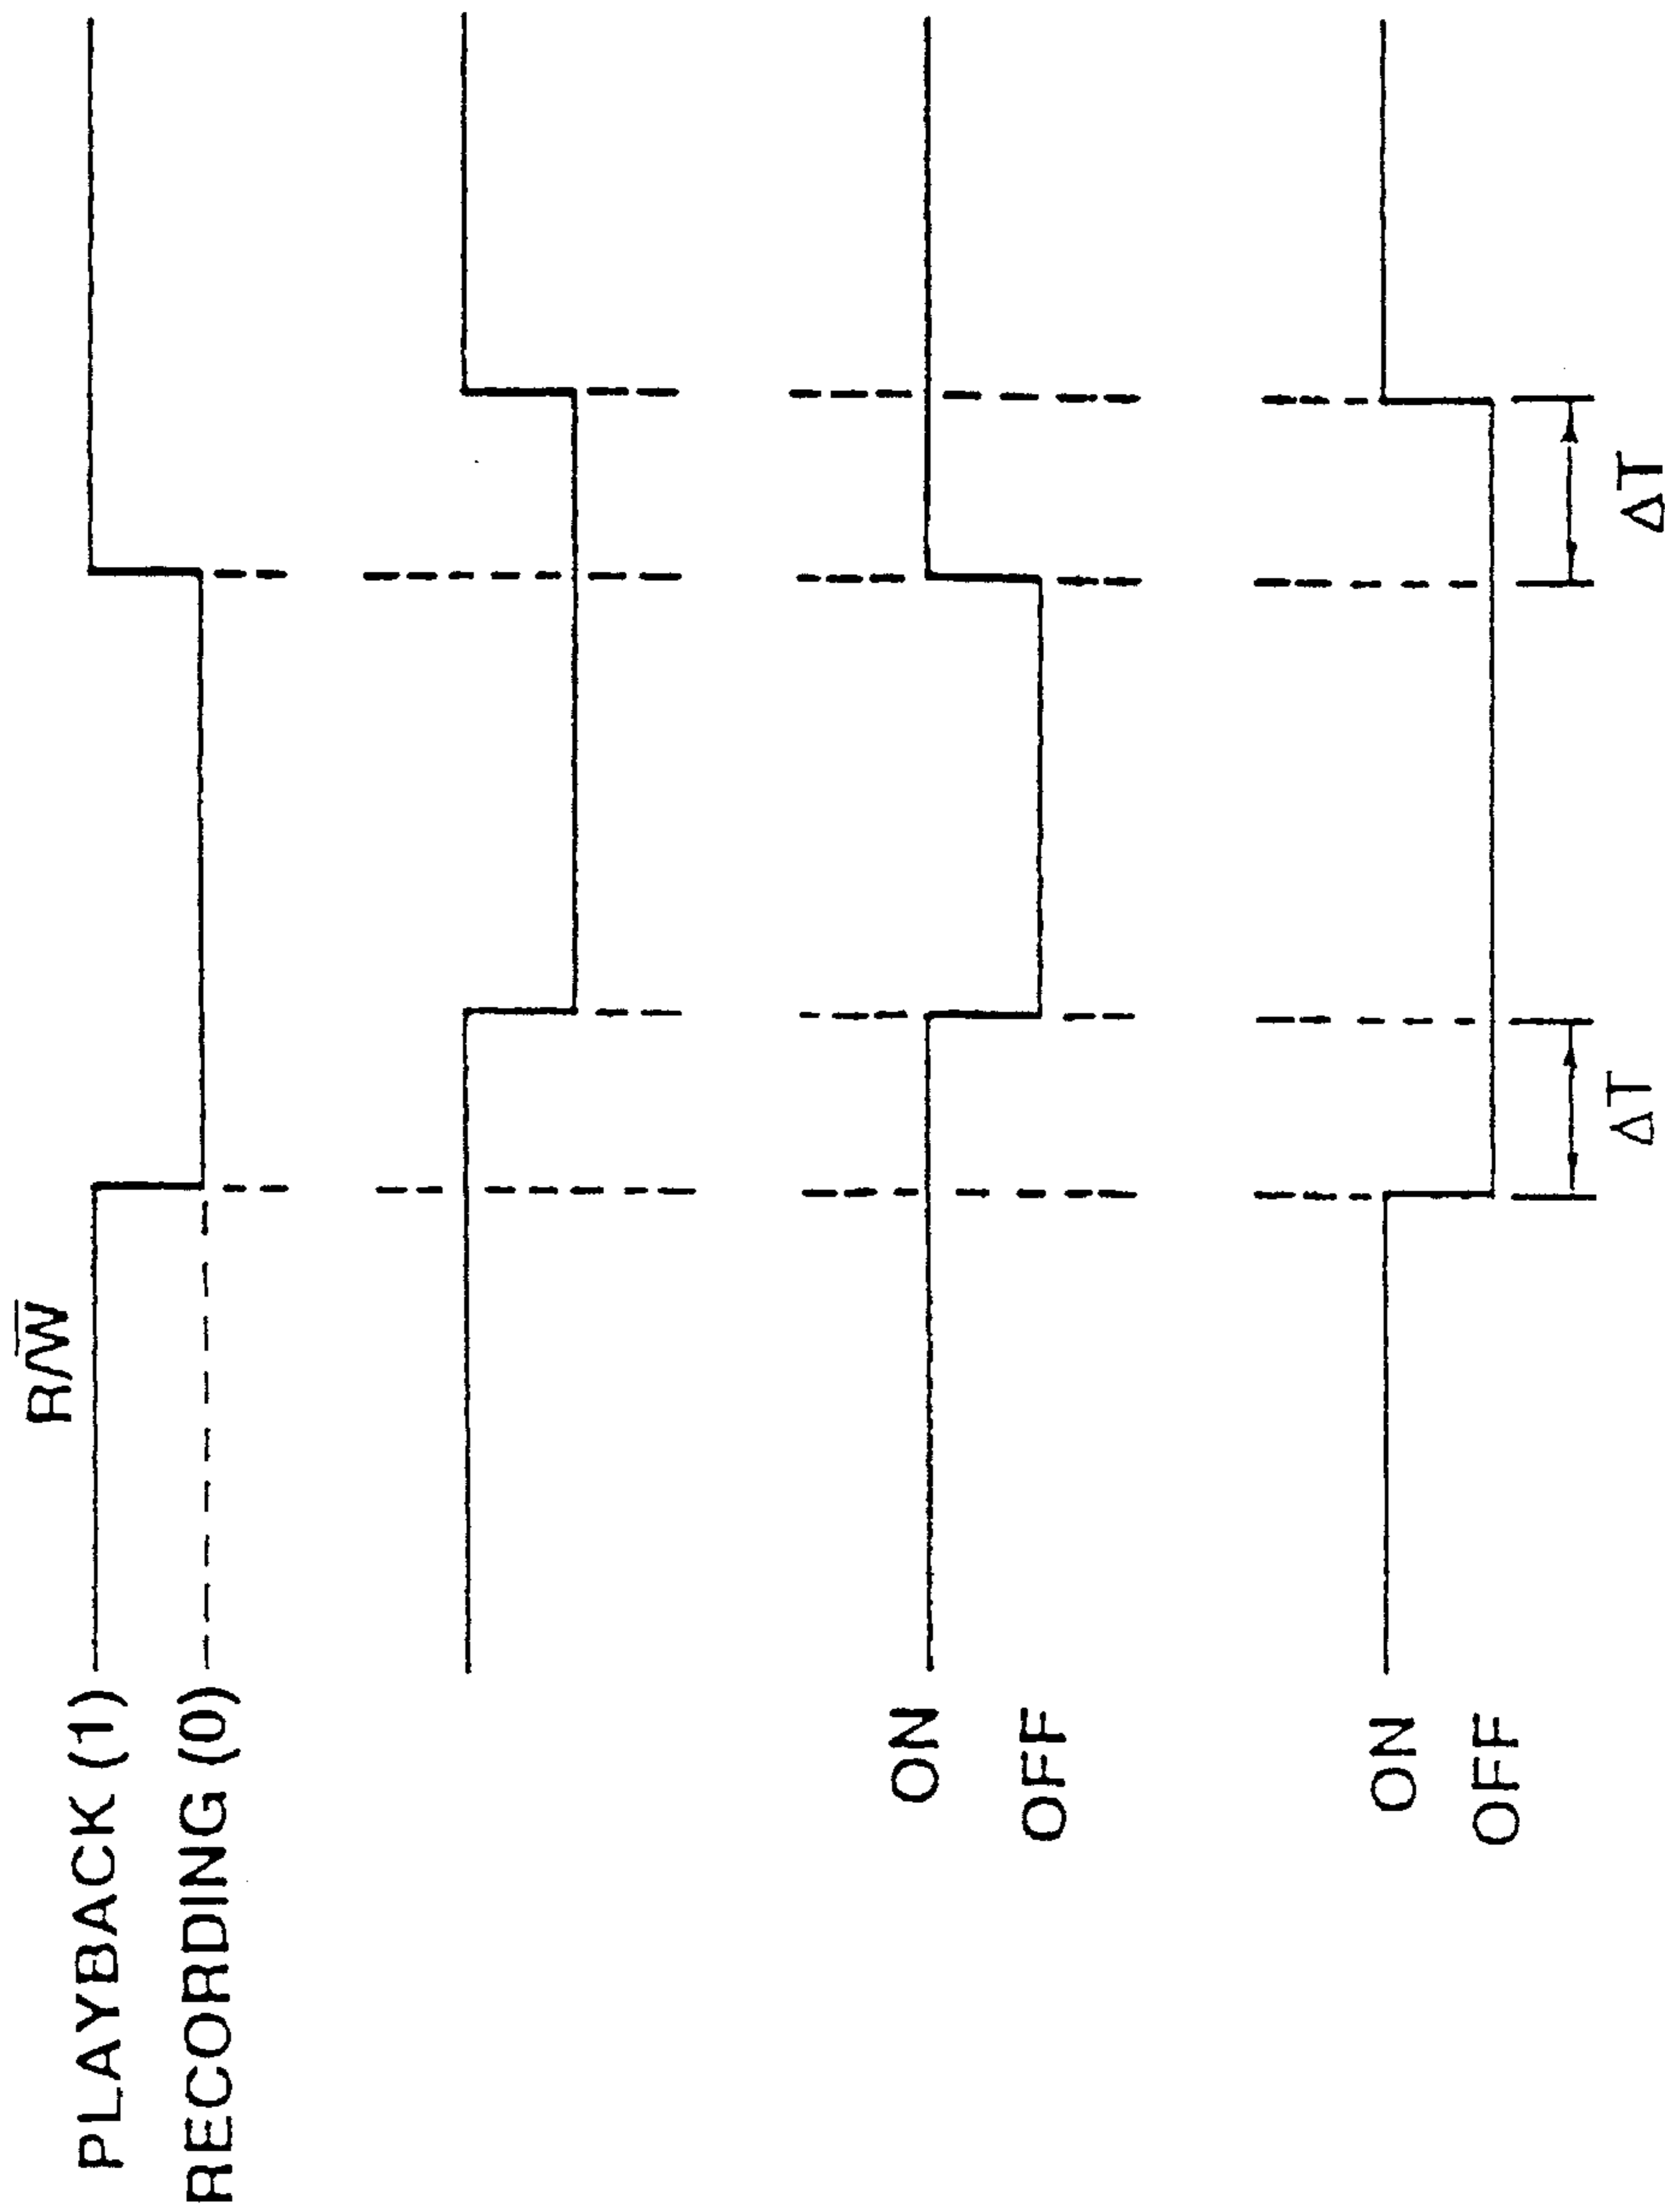 R/W̅
PLAYBACK (1)
RECORDING (0)
ON
OFF
ON
OFF
ΔT
ΔT